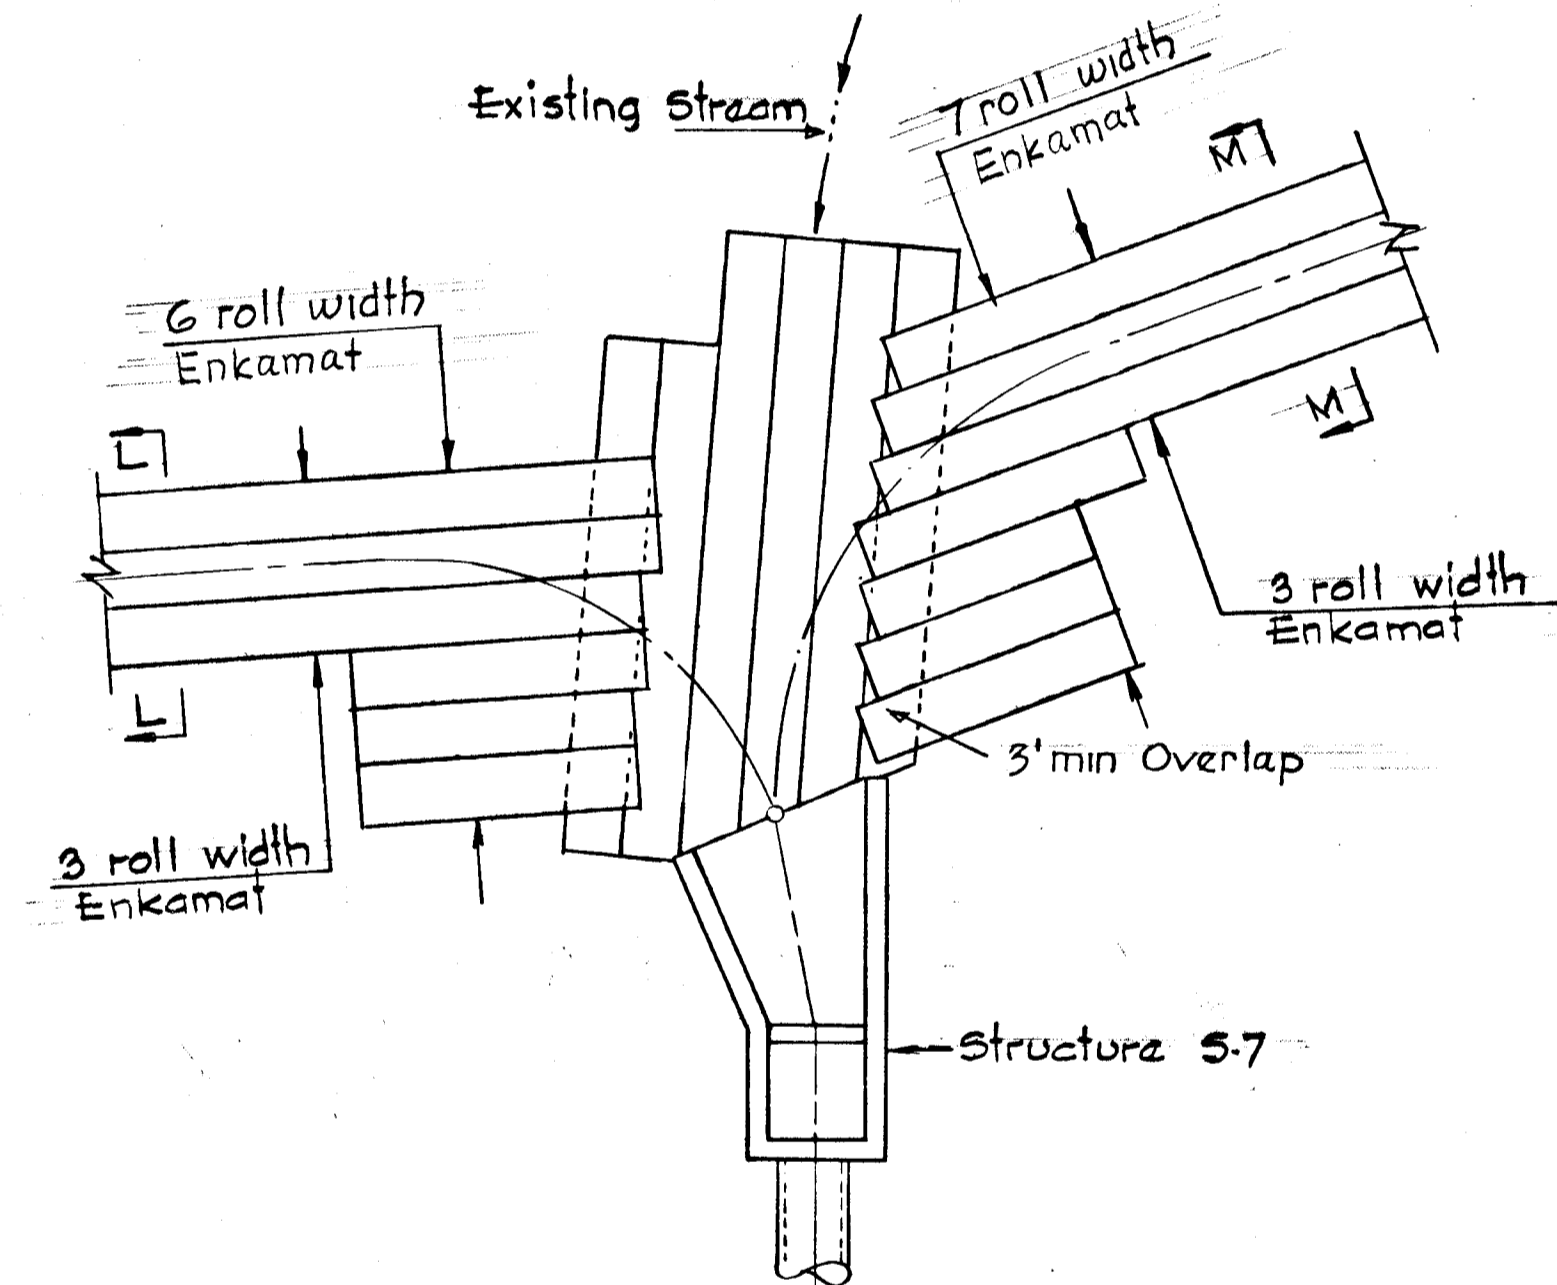 Existing Stream
7 roll width
Enkamat
M
6 roll width
Enkamat
M
L
3 roll width
Enkamat
L
3'min Overlap
3 roll width
Enkamat
Structure S-7